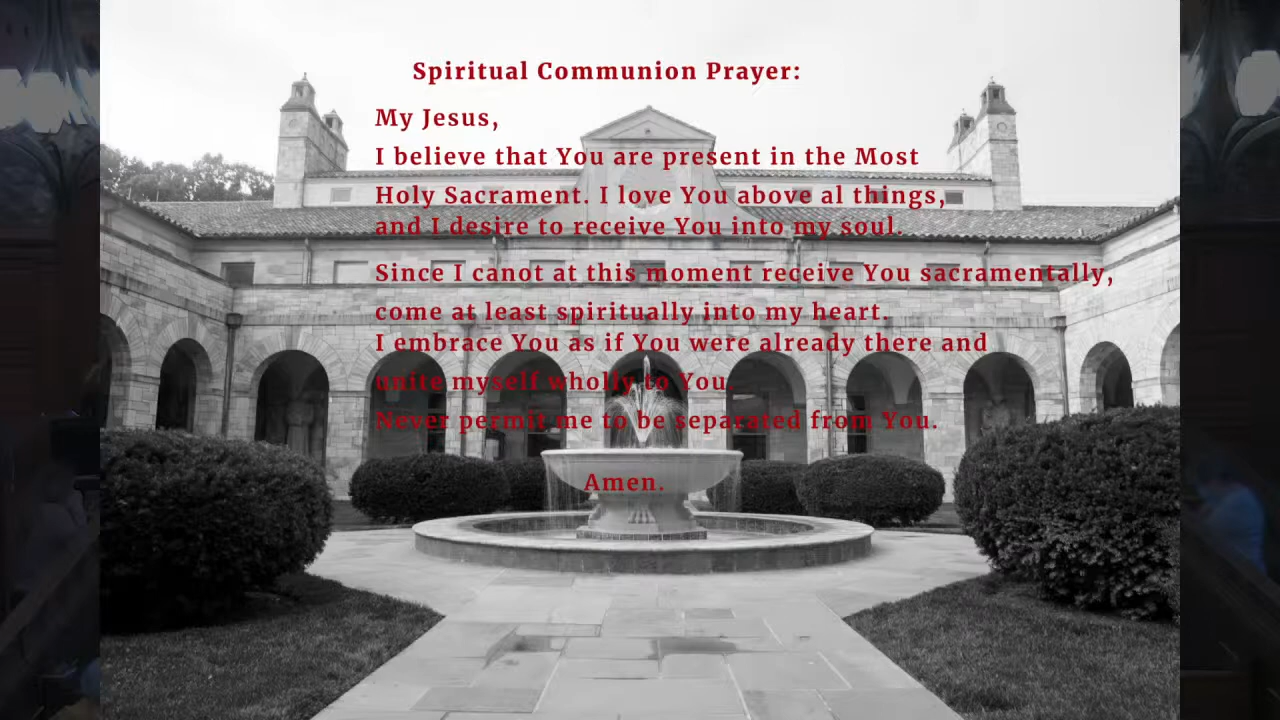 Spiritual Communion Prayer:
My Jesus,
I believe that You are present in the Most
Holy Sacrament. I love You above al things,
and I desire to receive You into my soul.
Since I canot at this moment receive You sacramentally,
come at least spiritually into my heart.
I embrace You as if You were already there and
unite myself wholly to You.
Never permit me to be separated from You.
Amen.